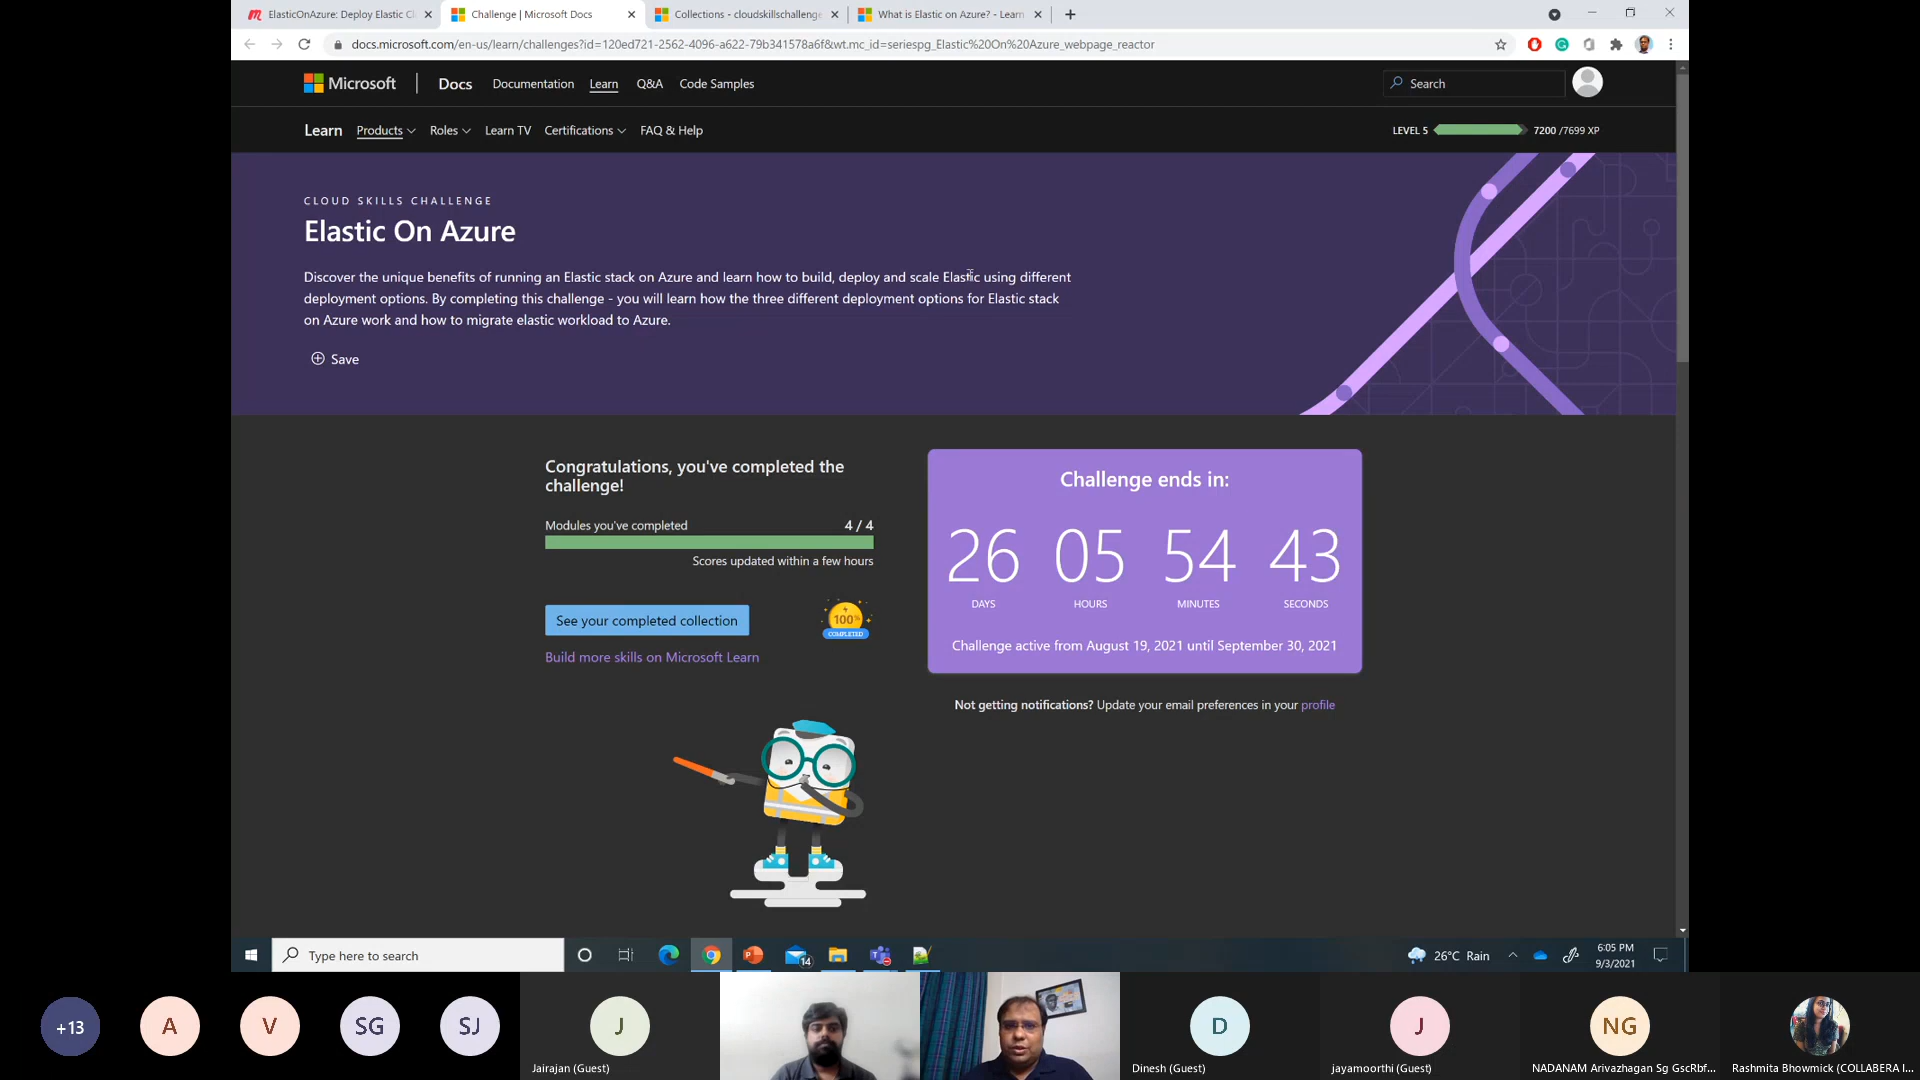 ElasticOnAzure: Deploy Elastic Cl
Challenge | Microsoft Docs
Collections - cloudskillschallenge
What is Elastic on Azure? - Learn
docs.microsoft.com/en-us/learn/challenges?id=120ed721-2562-4096-a622-79b341578a6f&wt.mc_id=seriespg_Elastic%20On%20Azure_webpage_reactor
Microsoft
Docs
Documentation
Learn
Q&A
Code Samples
Search
Learn
Products
Roles
Learn TV
Certifications
FAQ & Help
LEVEL 5
7200 /7699 XP
CLOUD SKILLS CHALLENGE
Elastic On Azure
Discover the unique benefits of running an Elastic stack on Azure and learn how to build, deploy and scale Elastic using different
deployment options. By completing this challenge - you will learn how the three different deployment options for Elastic stack
on Azure work and how to migrate elastic workload to Azure.
Save
Congratulations, you've completed the
challenge!
Modules you've completed
4 / 4
Scores updated within a few hours
See your completed collection
100%
COMPLETED
Build more skills on Microsoft Learn
Challenge ends in:
26
05
54
43
DAYS
HOURS
MINUTES
SECONDS
Challenge active from August 19, 2021 until September 30, 2021
Not getting notifications? Update your email preferences in your profile
Type here to search
14
26°C Rain
6:05 PM
9/3/2021
+13
A
V
SG
SJ
J
D
J
NG
Jairajan (Guest)
Dinesh (Guest)
jayamoorthi (Guest)
NADANAM Arivazhagan Sg GscRbf...
Rashmita Bhowmick (COLLABERA I...